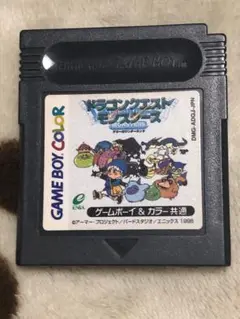 ドラゴンクエスト
モンスターズ
GAME BOY COLOR
DMG-ADQJ-JPN
ENIX
ゲームボーイ & カラー 共通
©アーマー プロジェクト/バードスタジオ/エニックス 1998